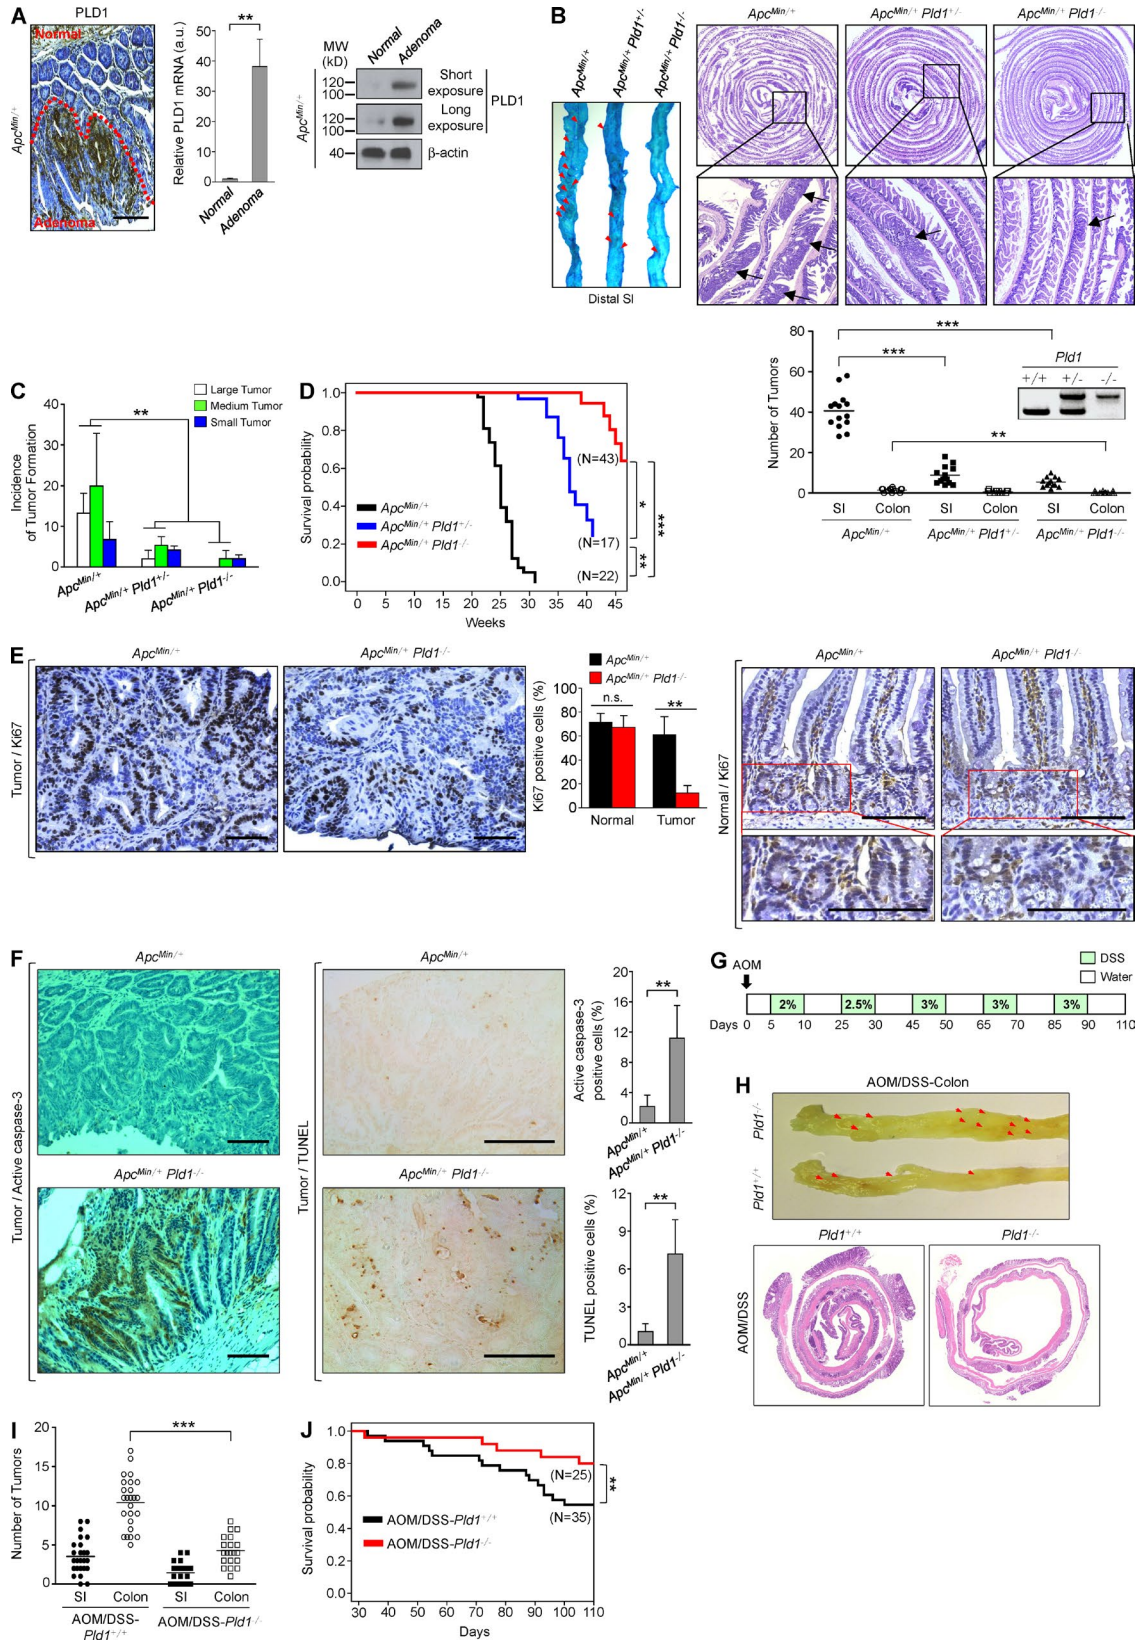 A
PLD1
Normal
Adenoma
Apc^Min/+
Relative PLD1 mRNA (a.u.)
50
40
30
20
10
0
**
Normal
Adenoma
MW
(kD)
Normal
Adenoma
120
100
Short
exposure
120
100
Long
exposure
PLD1
40
β-actin
Apc^Min/+
B
Apc^Min/+
Apc^Min/+ Pld1^+/-
Apc^Min/+ Pld1^-/-
Distal SI
Apc^Min/+
Apc^Min/+ Pld1^+/-
Apc^Min/+ Pld1^-/-
Number of Tumors
80
60
40
20
0
***
***
**
Pld1
+/+ +/- -/-
SI Colon SI Colon SI Colon
Apc^Min/+ Apc^Min/+ Pld1^+/- Apc^Min/+ Pld1^-/-
C
Large Tumor
Medium Tumor
Small Tumor
Incidence
of Tumor Formation
40
30
20
10
0
**
Apc^Min/+
Apc^Min/+ Pld1^+/-
Apc^Min/+ Pld1^-/-
D
Survival probability
1.0
0.8
0.6
0.4
0.2
0.0
(N=43)
(N=17)
(N=22)
*
**
***
Apc^Min/+
Apc^Min/+ Pld1^+/-
Apc^Min/+ Pld1^-/-
0 5 10 15 20 25 30 35 40 45
Weeks
E
Apc^Min/+
Apc^Min/+ Pld1^-/-
Tumor / Ki67
Apc^Min/+
Apc^Min/+ Pld1^-/-
Ki67 positive cells (%)
100
80
60
40
20
0
n.s.
**
Normal Tumor
Apc^Min/+
Apc^Min/+ Pld1^-/-
Normal / Ki67
F
Apc^Min/+
Apc^Min/+ Pld1^-/-
Tumor / Active caspase-3
Apc^Min/+
Apc^Min/+ Pld1^-/-
Tumor / TUNEL
Active caspase-3
positive cells (%)
20
16
12
8
4
0
**
Apc^Min/+
Apc^Min/+ Pld1^-/-
TUNEL positive cells (%)
12
9
6
3
0
**
Apc^Min/+
Apc^Min/+ Pld1^-/-
G
AOM
DSS
Water
2% 2.5% 3% 3% 3%
Days 0 5 10 25 30 45 50 65 70 85 90 110
H
AOM/DSS-Colon
Pld1^-/-
Pld1^+/+
Pld1^+/+
Pld1^-/-
AOM/DSS
I
Number of Tumors
20
15
10
5
0
***
SI Colon SI Colon
AOM/DSS-
Pld1^+/+
AOM/DSS-Pld1^-/-
J
Survival probability
1.0
0.8
0.6
0.4
0.2
0.0
(N=25)
(N=35)
**
AOM/DSS-Pld1^+/+
AOM/DSS-Pld1^-/-
30 40 50 60 70 80 90 100 110
Days